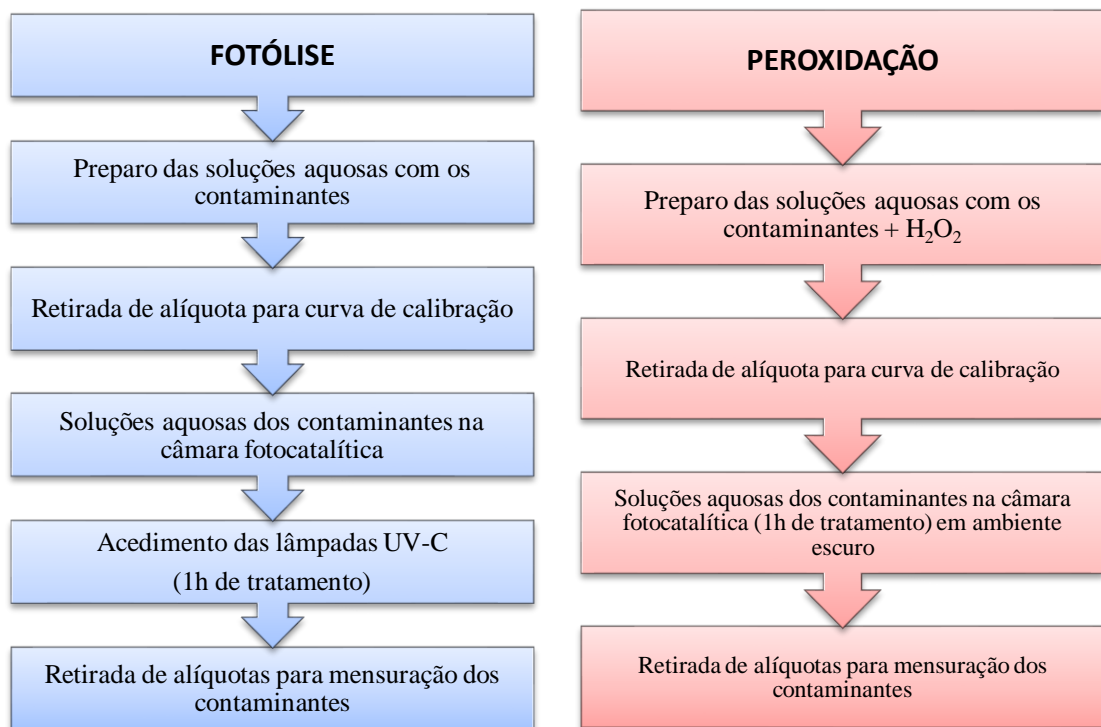 FOTÓLISE
Preparo das soluções aquosas com os
contaminantes
Retirada de alíquota para curva de calibração
Soluções aquosas dos contaminantes na
câmara fotocatalítica
Acedimento das lâmpadas UV-C
(1h de tratamento)
Retirada de alíquotas para mensuração dos
contaminantes
PEROXIDAÇÃO
Preparo das soluções aquosas com os
contaminantes + H₂O₂
Retirada de alíquota para curva de calibração
Soluções aquosas dos contaminantes na câmara
fotocatalítica (1h de tratamento) em ambiente
escuro
Retirada de alíquotas para mensuração dos
contaminantes